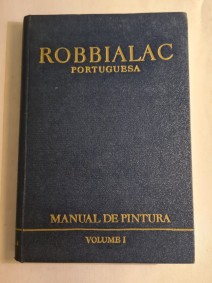 ROBBIALAC
PORTUGUESA
MANUAL DE PINTURA
VOLUME I